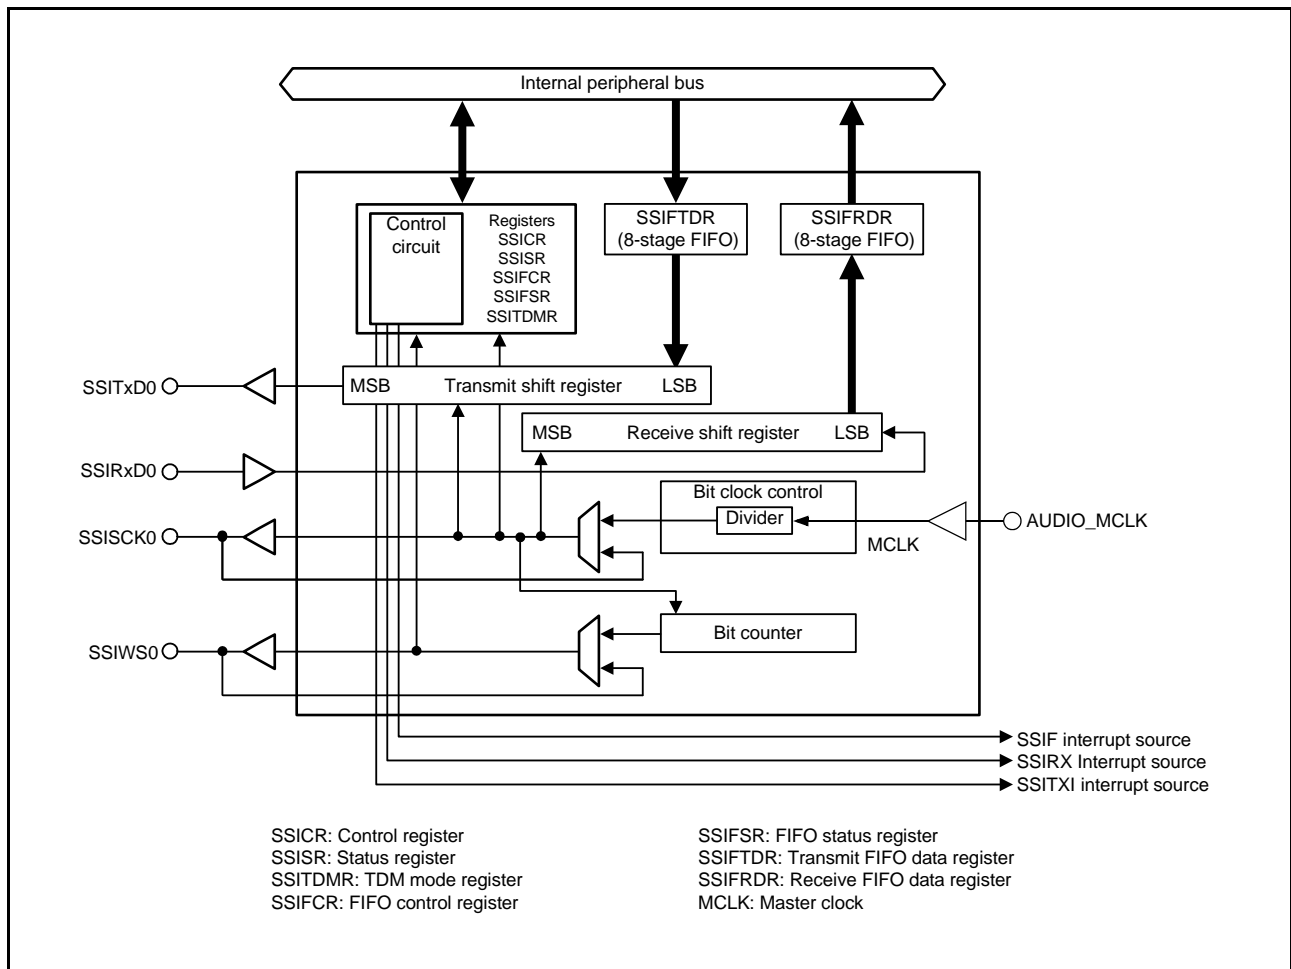 Internal peripheral bus
Control
circuit
Registers
SSICR
SSISR
SSIFCR
SSIFSR
SSITDMR
SSIFTDR
(8-stage FIFO)
SSIFRDR
(8-stage FIFO)
SSITxD0
MSB Transmit shift register LSB
MSB Receive shift register LSB
SSIRxD0
Bit clock control
Divider
SSISCK0
MCLK
AUDIO_MCLK
Bit counter
SSIWS0
SSIF interrupt source
SSIRX Interrupt source
SSITXI interrupt source
SSICR: Control register
SSISR: Status register
SSITDMR: TDM mode register
SSIFCR: FIFO control register
SSIFSR: FIFO status register
SSIFTDR: Transmit FIFO data register
SSIFRDR: Receive FIFO data register
MCLK: Master clock